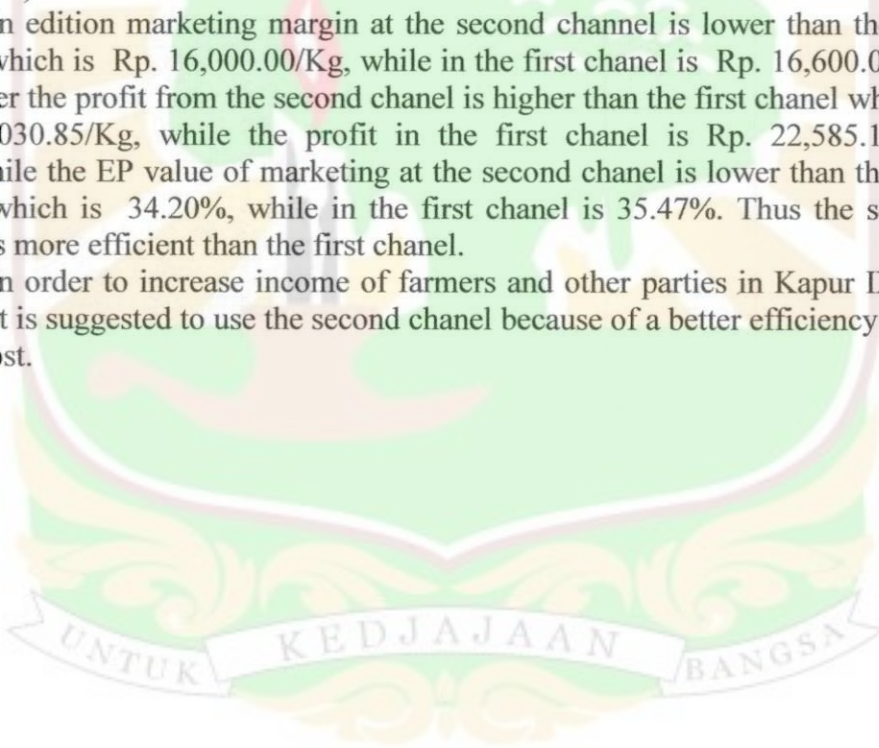 n edition marketing margin at the second channel is lower than th
which is Rp. 16,000.00/Kg, while in the first chanel is Rp. 16,600.0
er the profit from the second chanel is higher than the first chanel wh
030.85/Kg, while the profit in the first chanel is Rp. 22,585.1
ile the EP value of marketing at the second chanel is lower than th
which is 34.20%, while in the first chanel is 35.47%. Thus the s
s more efficient than the first chanel.
n order to increase income of farmers and other parties in Kapur
t is suggested to use the second chanel because of a better efficiency
ost.
UNTUK KEDJAJAAN BANGSA